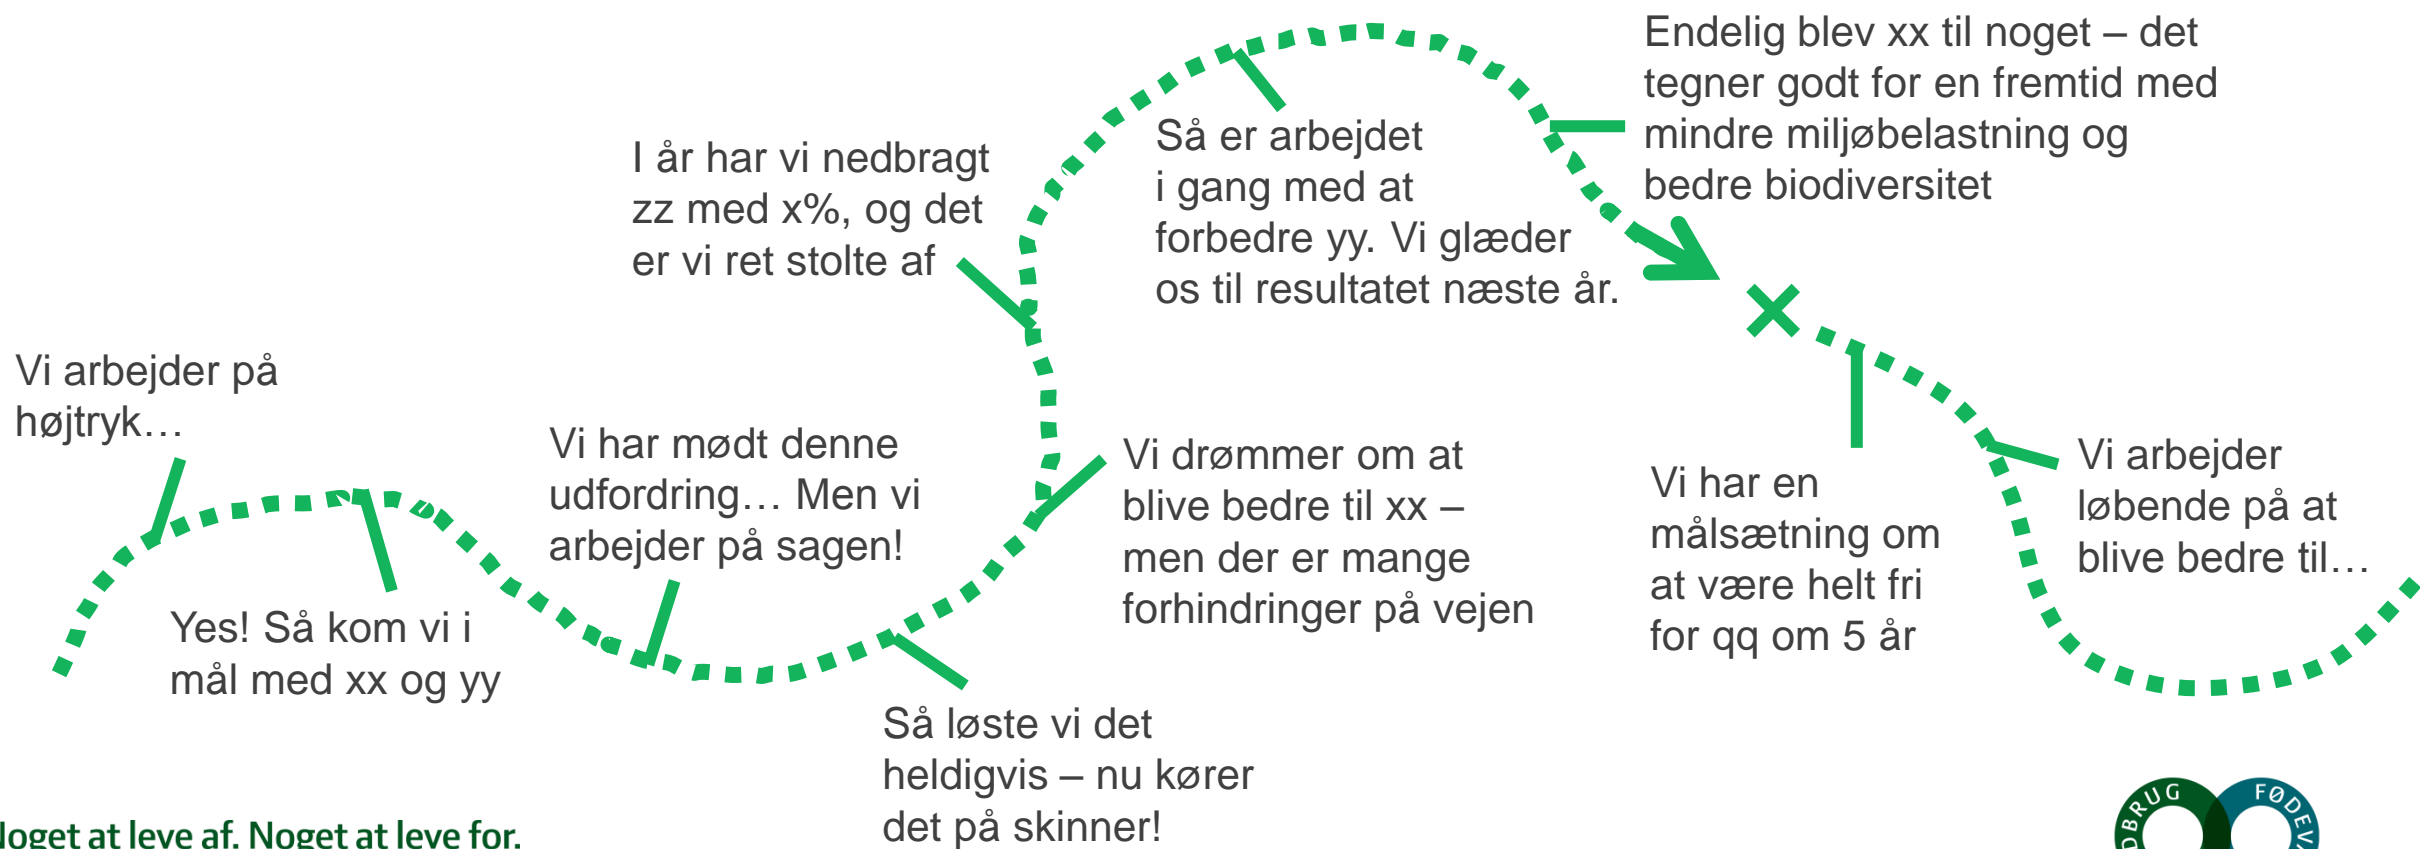 Vi arbejder på
højtryk…
Yes! Så kom vi i
mål med xx og yy
Vi har mødt denne
udfordring… Men vi
arbejder på sagen!
Så løste vi det
heldigvis – nu kører
det på skinner!
Vi drømmer om at
blive bedre til xx –
men der er mange
forhindringer på vejen
I år har vi nedbragt
zz med x%, og det
er vi ret stolte af
Så er arbejdet
i gang med at
forbedre yy. Vi glæder
os til resultatet næste år.
Endelig blev xx til noget – det
tegner godt for en fremtid med
mindre miljøbelastning og
bedre biodiversitet
Vi har en
målsætning om
at være helt fri
for qq om 5 år
Vi arbejder
løbende på at
blive bedre til…
Noget at leve af. Noget at leve for.